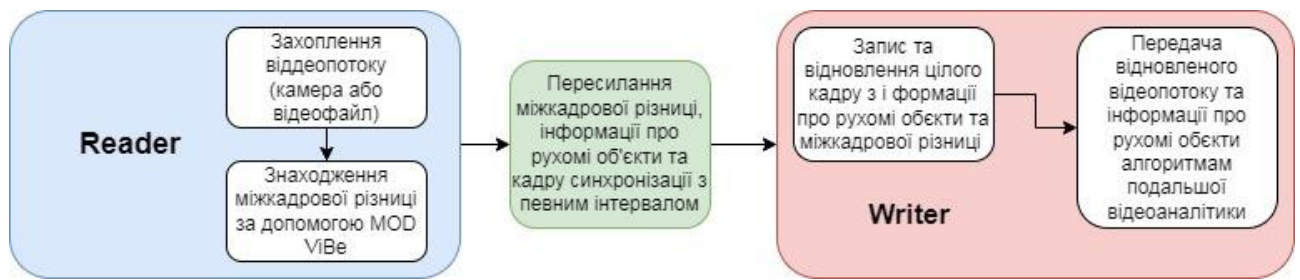 Reader
Захоплення
віддеопотоку
(камера або
відеофайл)
Знаходження
міжкадрової різниці
за допомогою MOD
ViBe
Пересилання
міжкадрової різниці,
інформації про
рухомі об'єкти та
кадру синхронізації з
певним інтервалом
Запис та
відновлення цілого
кадру з і формації
про рухомі обєкти та
міжкадрової різниці
Writer
Передача
відновленого
відеопотоку та
інформації про
рухомі обєкти
алгоритмам
подальшої
відеоаналітики